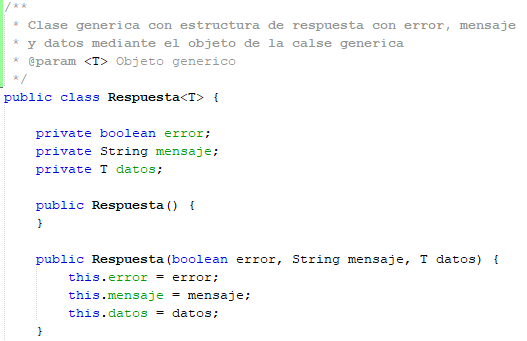 /**
 * Clase generica con estructura de respuesta con error, mensaje
 * y datos mediante el objeto de la calse generica
 * @param <T> Objeto generico
 */
public class Respuesta<T> {
private boolean error;
private String mensaje;
private T datos;
public Respuesta() {
}
public Respuesta(boolean error, String mensaje, T datos) {
this.error = error;
this.mensaje = mensaje;
this.datos = datos;
}